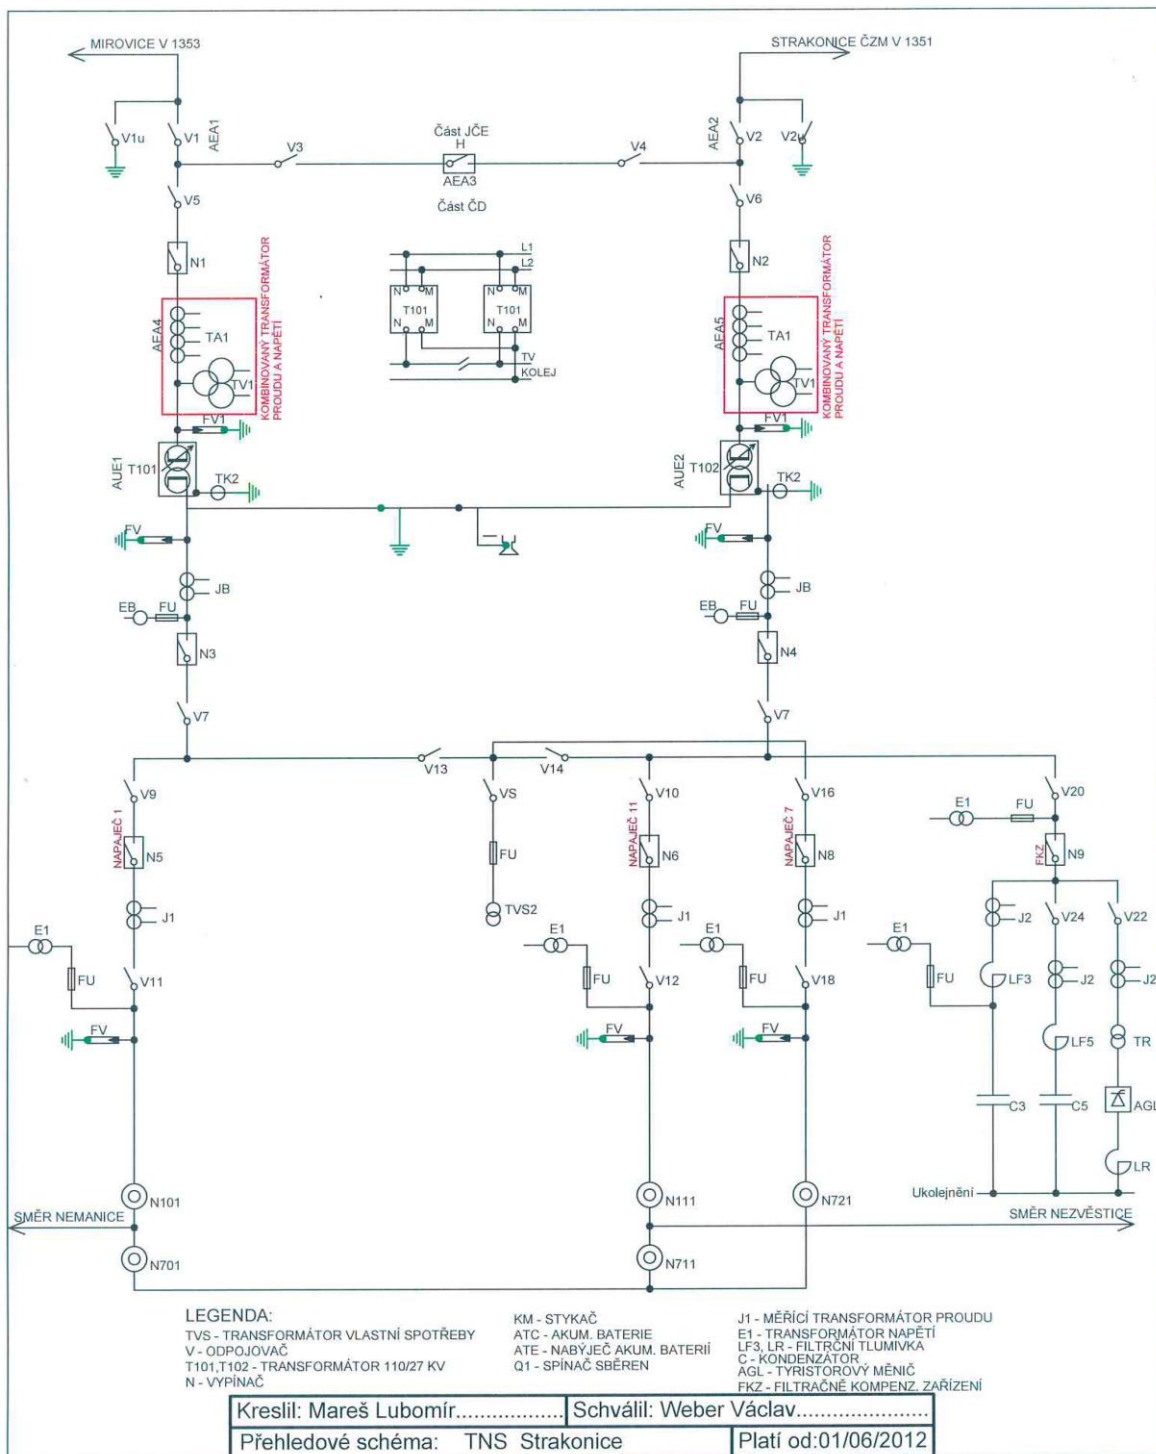 MIROVICE V 1353
STRAKONICE ČZM V 1351
V1u
V1
AEA1
V3
Část JČE
H
AEA3
Část ČD
V4
AEA2
V2
V2u
V5
V6
N1
N2
L1
L2
N M
T101
N M
N M
T101
N M
TV
KOLEJ
AEA4
TA1
TV1
KOMBINOVANÝ TRANSFORMÁTOR
PROUDU A NAPĚTÍ
AEA5
TA1
TV1
KOMBINOVANÝ TRANSFORMÁTOR
PROUDU A NAPĚTÍ
FV1
FV1
AUE1
T101
TK2
AUE2
T102
TK2
FV
FV
JB
JB
EB
FU
EB
FU
N3
N4
V7
V7
V13
V14
V9
VS
V10
V16
V20
NAPAJEČ 1
N5
FU
NAPAJEČ 11
N6
NAPAJEČ 7
N8
E1
FU
FKZ
N9
J1
TVS2
J1
J1
J2
V24
V22
E1
FU
V11
E1
FU
V12
E1
FU
V18
E1
FU
LF3
J2
J2
FV
FV
FV
LF5
TR
C3
C5
AGL
LR
N101
N111
N721
Ukolejnění
SMĚR NEMANICE
SMĚR NEZVĚSTICE
N701
N711
LEGENDA:
TVS - TRANSFORMÁTOR VLASTNÍ SPOTŘEBY
V - ODPOJOVAČ
T101,T102 - TRANSFORMÁTOR 110/27 KV
N - VYPÍNAČ
KM - STYKAČ
ATC - AKUM. BATERIE
ATE - NABÝJEČ AKUM. BATERIÍ
Q1 - SPÍNAČ SBĚREN
J1 - MĚŘÍCÍ TRANSFORMÁTOR PROUDU
E1 - TRANSFORMÁTOR NAPĚTÍ
LF3, LR - FILTRČNÍ TLUMIVKA
C - KONDENZÁTOR
AGL - TYRISTOROVÝ MĚNIČ
FKZ - FILTRAČNĚ KOMPENZ. ZAŘÍZENÍ
Kreslil: Mareš Lubomír..................
Schválil: Weber Václav......................
Přehledové schéma: TNS Strakonice
Platí od:01/06/2012